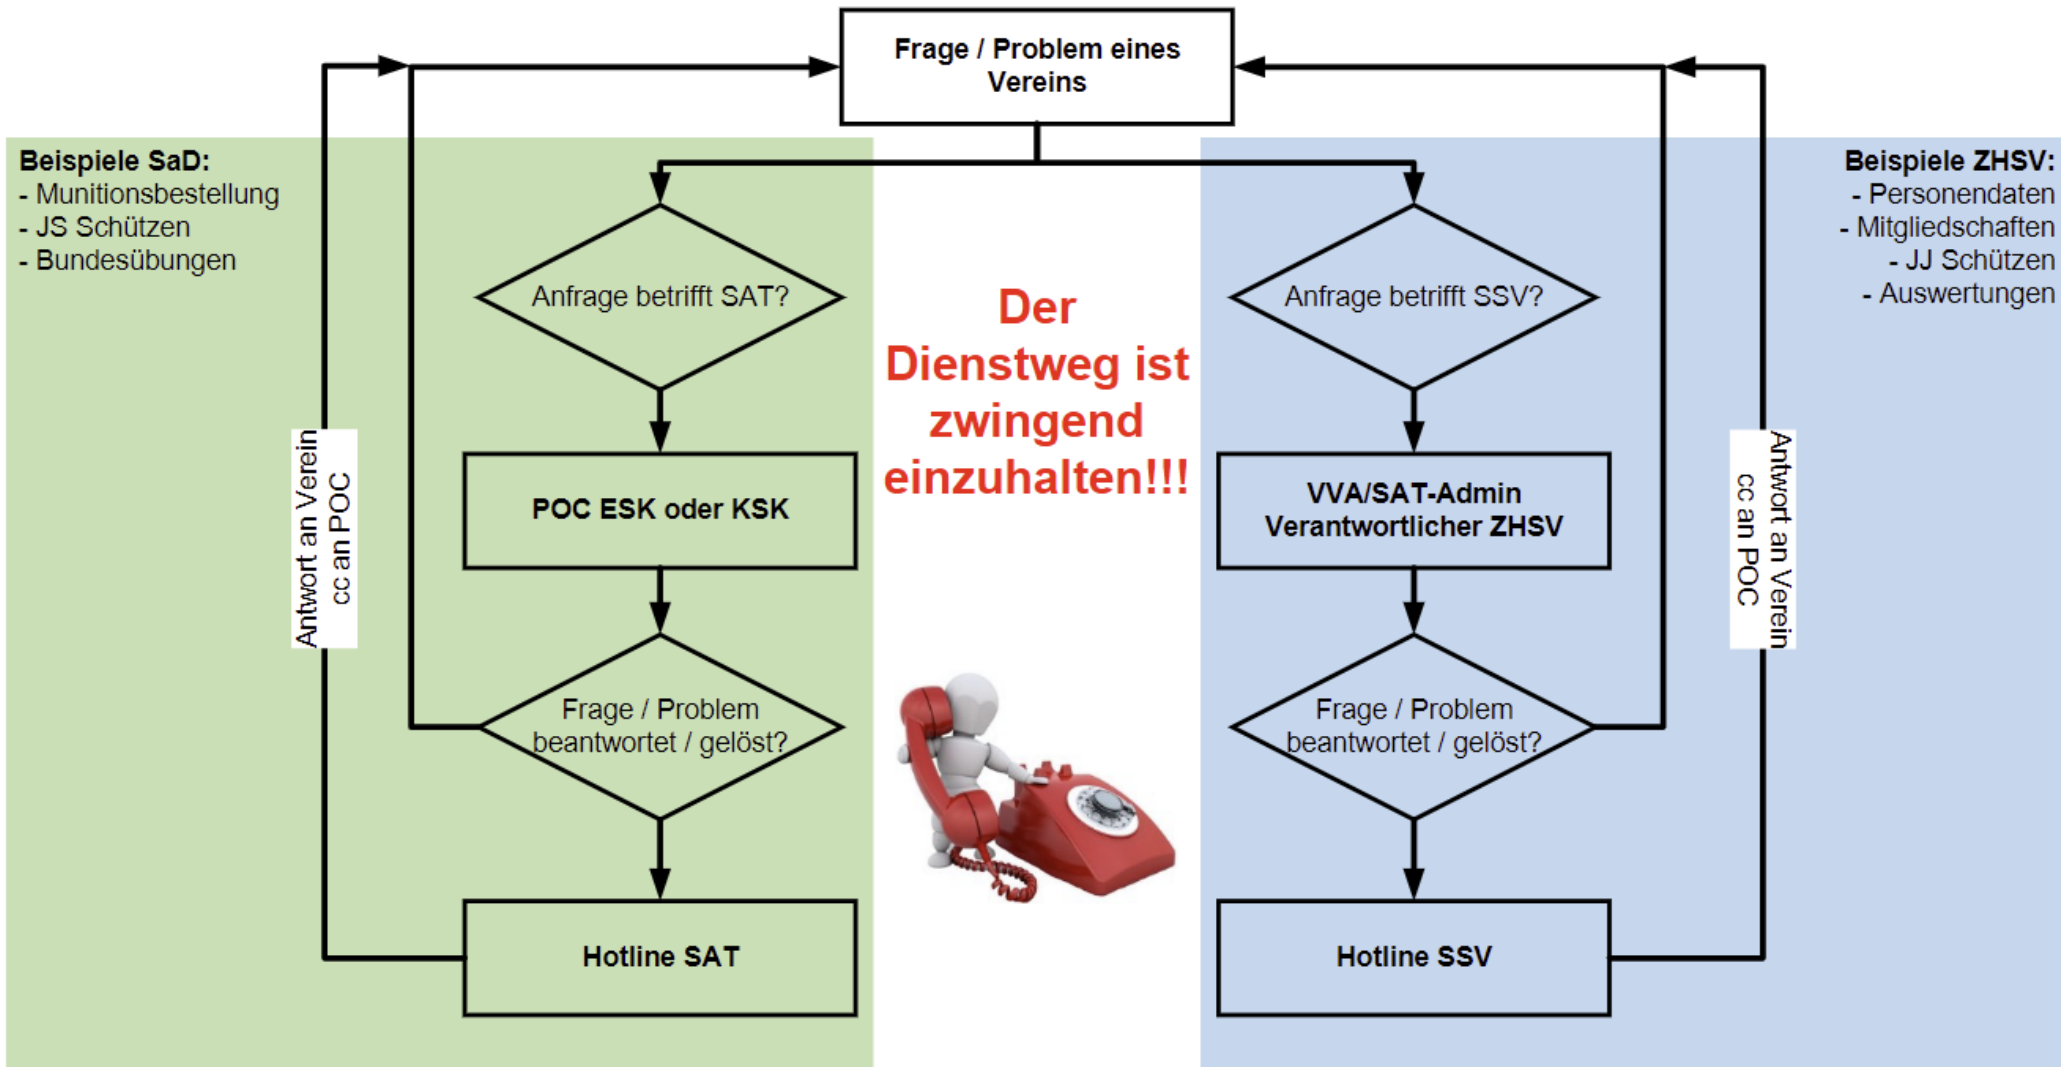 Frage / Problem eines
Vereins
Beispiele SaD:
- Munitionsbestellung
- JS Schützen
- Bundesübungen
Beispiele ZHSV:
- Personendaten
- Mitgliedschaften
- JJ Schützen
- Auswertungen
Anfrage betrifft SAT?
Der
Dienstweg ist
zwingend
einzuhalten!!!
Anfrage betrifft SSV?
Antwort an Verein
cc an POC
POC ESK oder KSK
VVA/SAT-Admin
Verantwortlicher ZHSV
Antwort an Verein
cc an POC
Frage / Problem
beantwortet / gelöst?
Frage / Problem
beantwortet / gelöst?
Hotline SAT
Hotline SSV